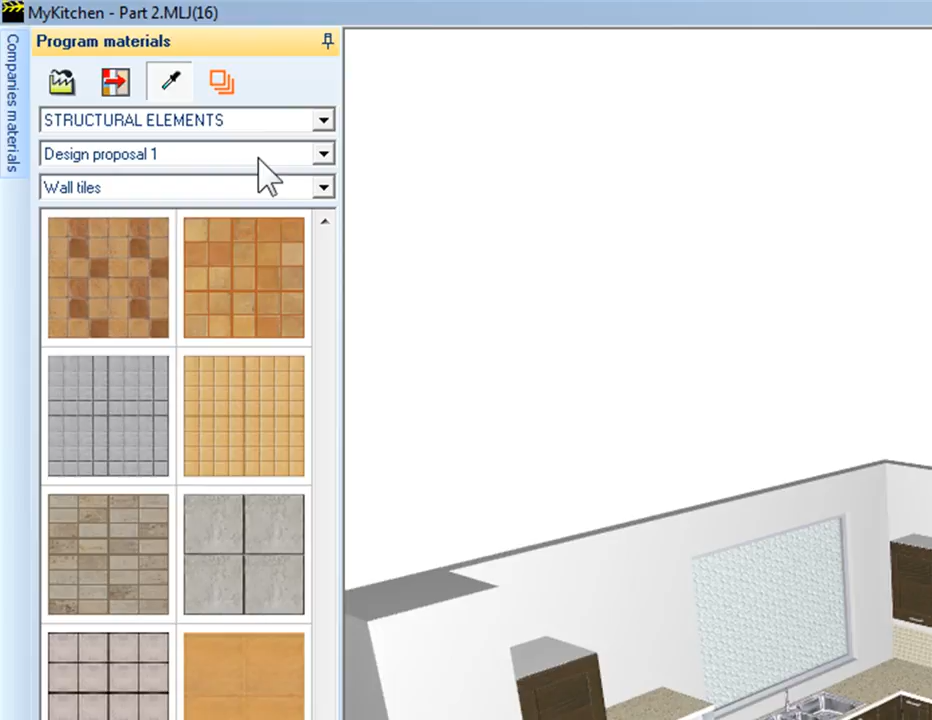 MyKitchen - Part 2.MLJ(16)
Companies materials
Program materials
STRUCTURAL ELEMENTS
Design proposal 1
Wall tiles